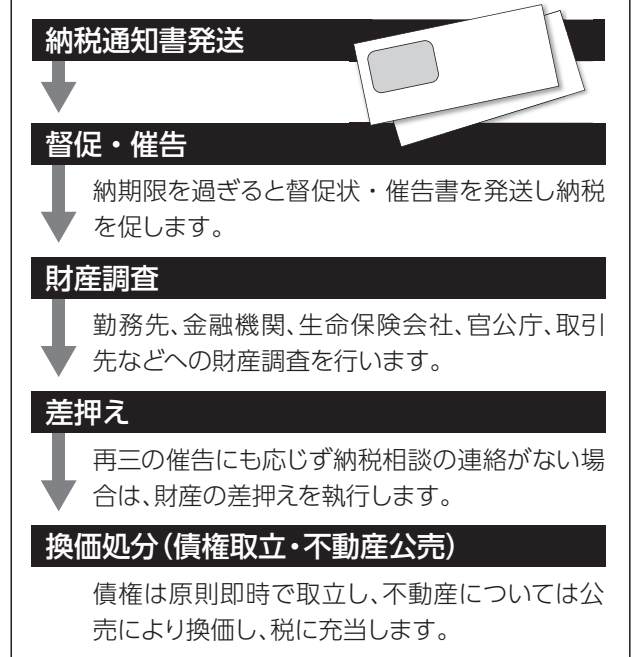 納税通知書発送
督促・催告
納期限を過ぎると督促状・催告書を発送し納税
を促します。
財産調査
勤務先、金融機関、生命保険会社、官公庁、取引
先などへの財産調査を行います。
差押え
再三の催告にも応じず納税相談の連絡がない場
合は、財産の差押えを執行します。
換価処分(債権取立・不動産公売)
債権は原則即時で取立し、不動産については公
売により換価し、税に充当します。